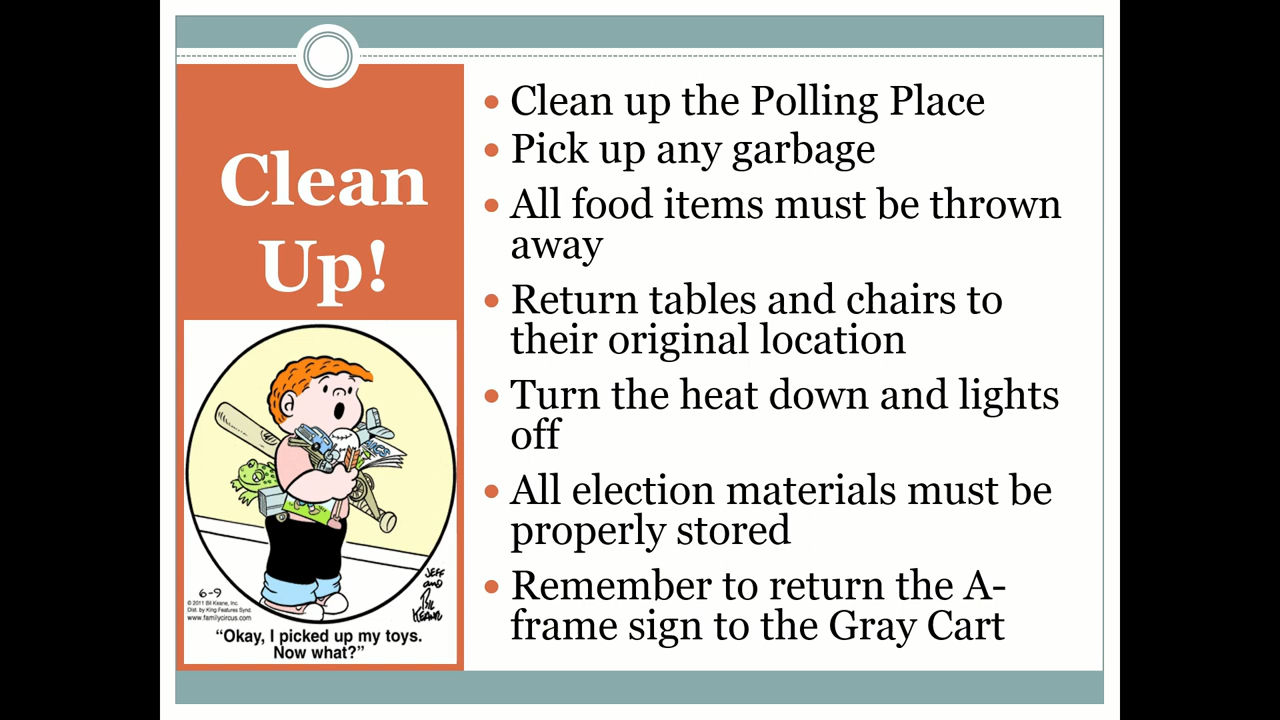 Clean
Up!
• Clean up the Polling Place
• Pick up any garbage
• All food items must be thrown
away
• Return tables and chairs to
their original location
• Turn the heat down and lights
off
• All election materials must be
properly stored
• Remember to return the A-
frame sign to the Gray Cart
6-9
© 2011 Bil Keane, Inc.
Dist. by King Features Synd
www.familycircus.com
JEFF
and
BIL
KEANE
“Okay, I picked up my toys.
Now what?”